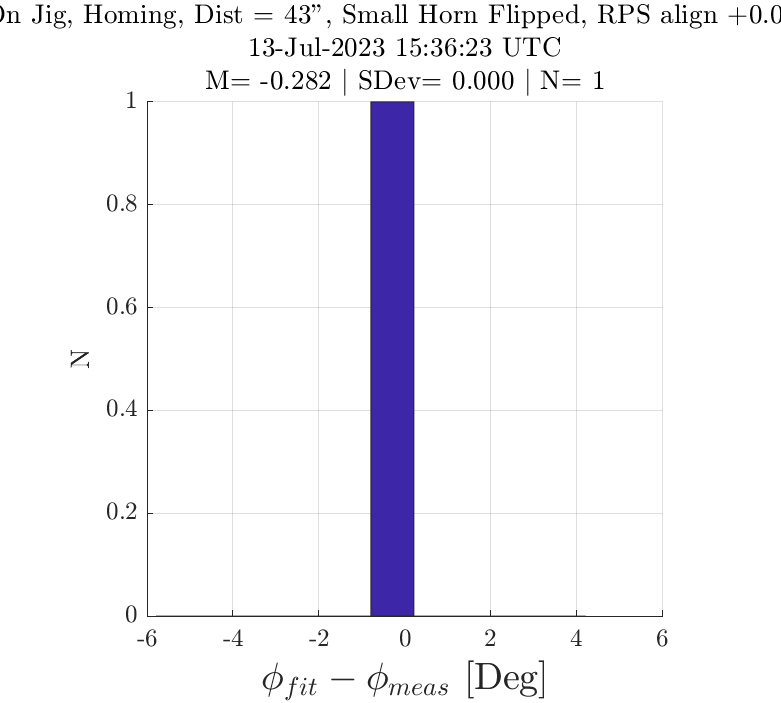 On Jig, Homing, Dist = 43", Small Horn Flipped, RPS align +0.0
13-Jul-2023 15:36:23 UTC
M= -0.282 | SDev= 0.000 | N= 1
1
0.8
0.6
N
0.4
0.2
0
-6 -4 -2 0 2 4 6
ϕ_fit − ϕ_meas [Deg]